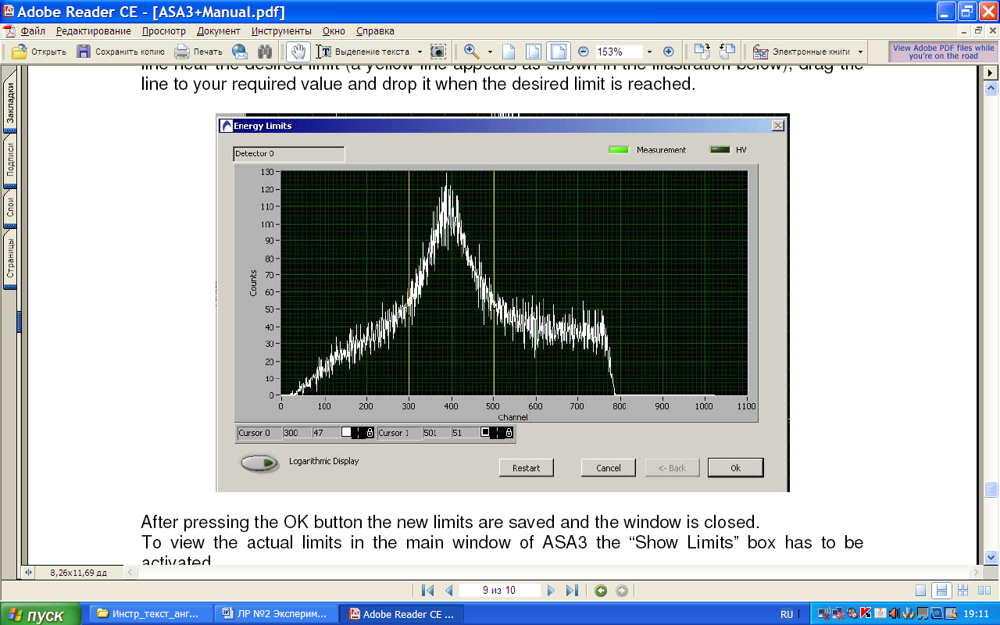 Adobe Reader CE - [ASA3+Manual.pdf]
Файл Редактирование Просмотр Документ Инструменты Окно Справка
Открыть Сохранить копию Печать Выделение текста 153% Электронные книги View Adobe PDF files while
you're on the road
Закладки
Подписи
Слои
Страницы
line near the desired limit (a yellow line appears as shown in the illustration below), drag the
line to your required value and drop it when the desired limit is reached.
Energy Limits
Detector 0 Measurement HV
130
120
110
100
90
80
70
60
50
40
30
20
10
0
Counts
0 100 200 300 400 500 600 700 800 900 1000 1100
Channel
Cursor 0 300 47 Cursor 1 501 51
Logarithmic Display
Restart Cancel <- Back Ok
After pressing the OK button the new limits are saved and the window is closed.
To view the actual limits in the main window of ASA3 the “Show Limits” box has to be
activated
8,26x11,69 дд
9 из 10
пуск Инстр_текст_анг... ЛР N92 Эксперим... Adobe Reader CE ... RU 19:11